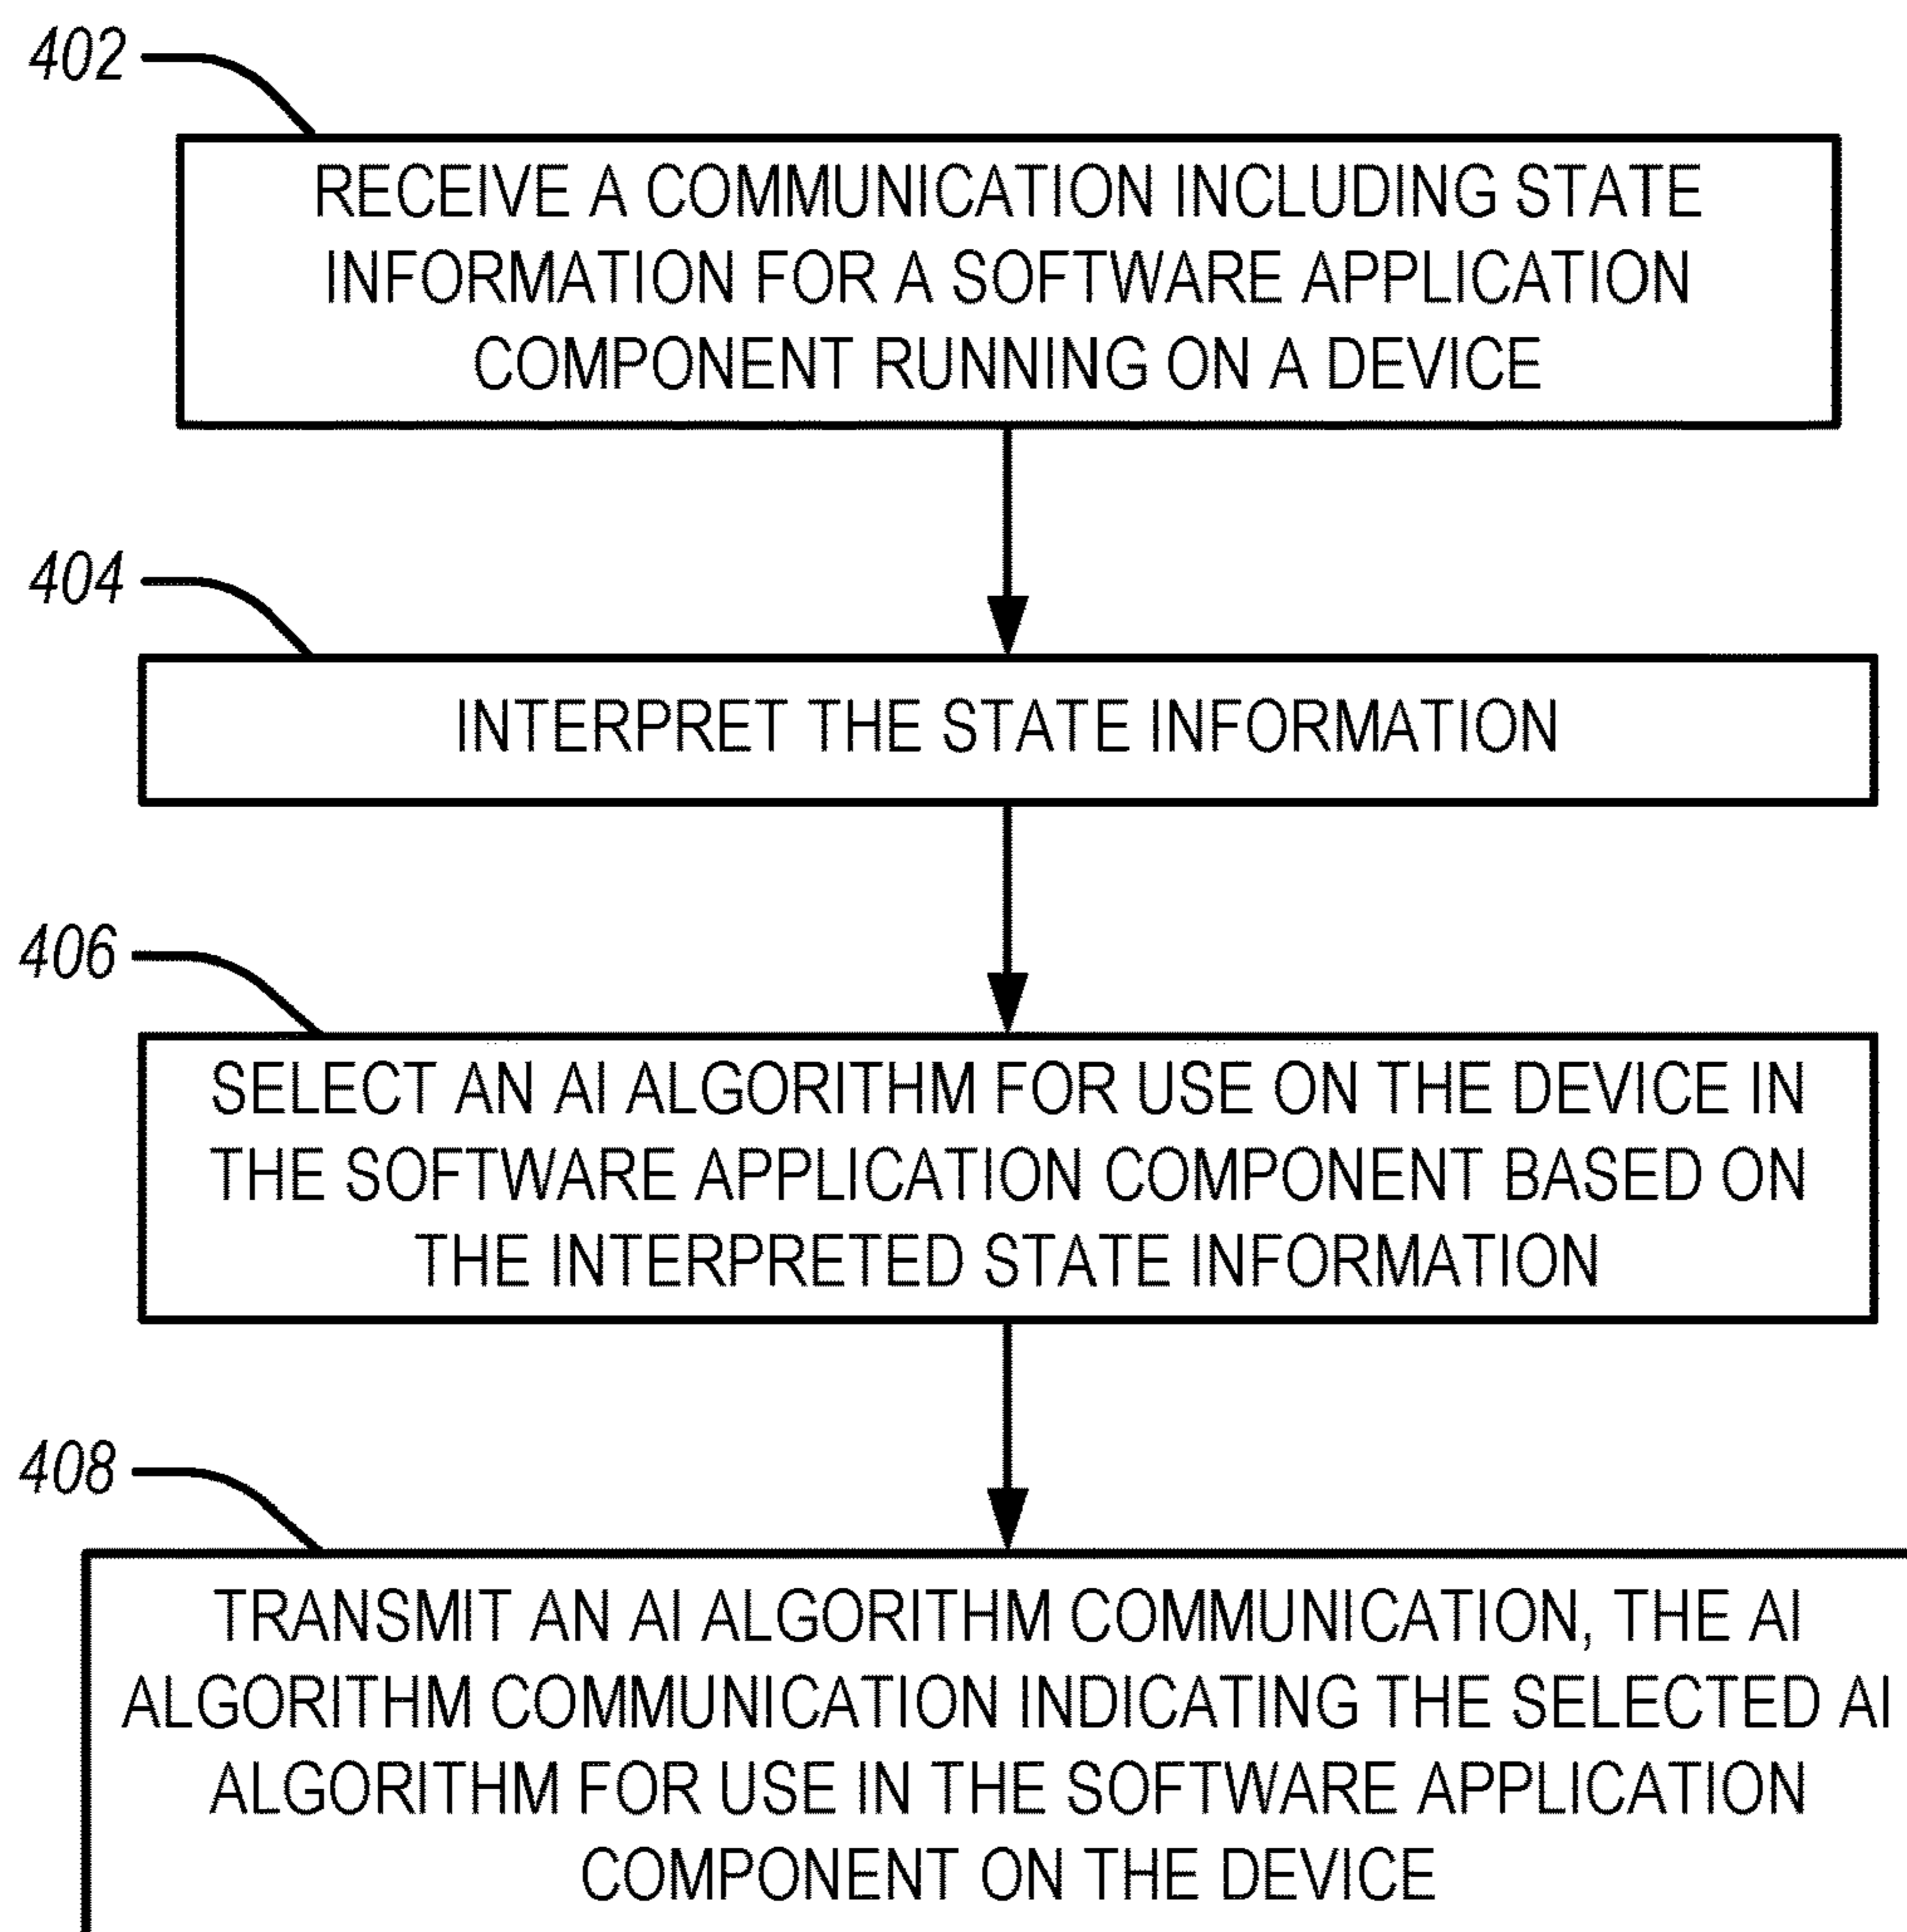 402
RECEIVE A COMMUNICATION INCLUDING STATE
INFORMATION FOR A SOFTWARE APPLICATION
COMPONENT RUNNING ON A DEVICE
404
INTERPRET THE STATE INFORMATION
406
SELECT AN AI ALGORITHM FOR USE ON THE DEVICE IN
THE SOFTWARE APPLICATION COMPONENT BASED ON
THE INTERPRETED STATE INFORMATION
408
TRANSMIT AN AI ALGORITHM COMMUNICATION, THE AI
ALGORITHM COMMUNICATION INDICATING THE SELECTED AI
ALGORITHM FOR USE IN THE SOFTWARE APPLICATION
COMPONENT ON THE DEVICE